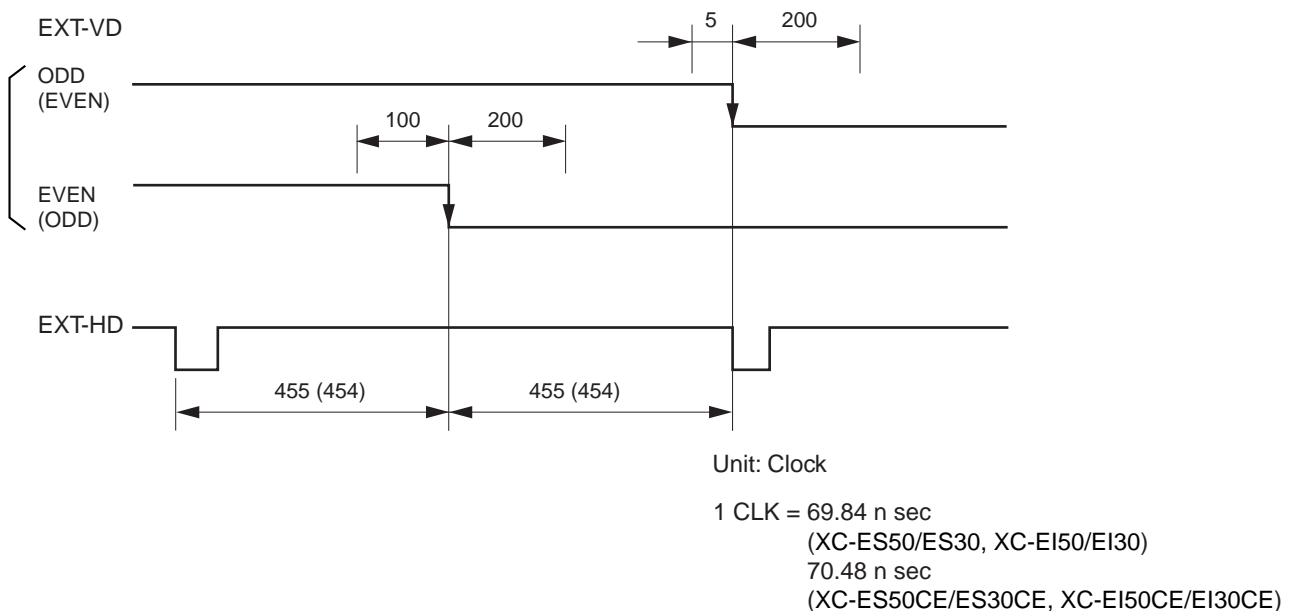 EXT-VD
5 200
ODD
(EVEN)
100 200
EVEN
(ODD)
EXT-HD
455 (454) 455 (454)
Unit: Clock
1 CLK = 69.84 n sec
(XC-ES50/ES30, XC-EI50/EI30)
70.48 n sec
(XC-ES50CE/ES30CE, XC-EI50CE/EI30CE)